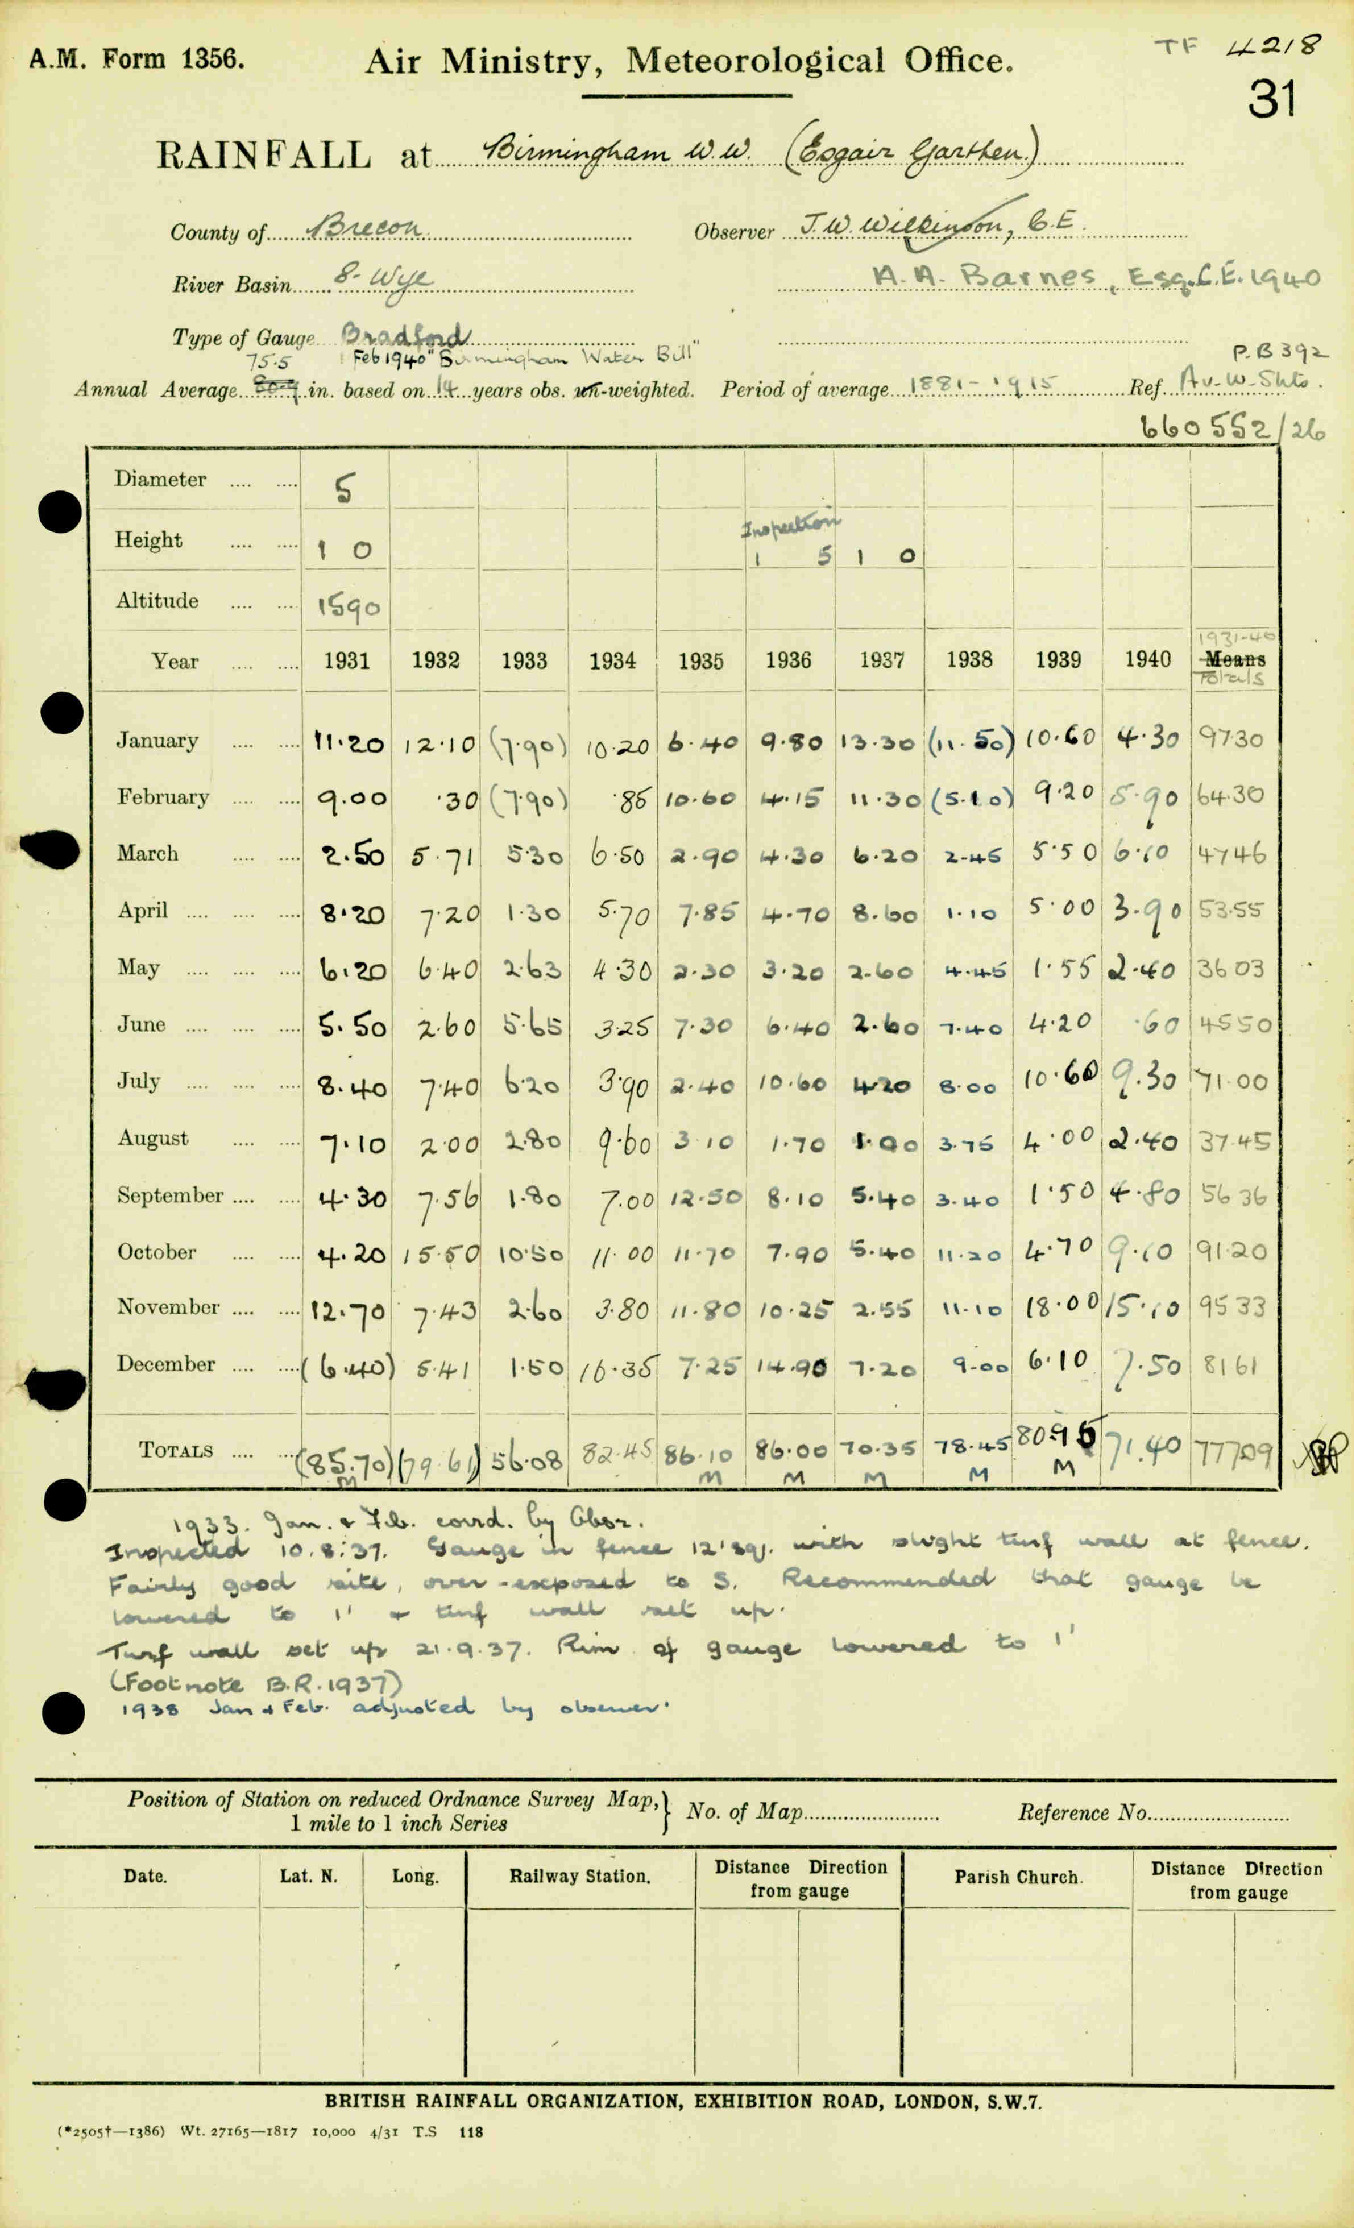 A.M. Form 1356.
Air Ministry, Meteorological Office.
TF 4218
31
RAINFALL at Birmingham W.W. (Esgair Garthen)
County of Brecon
Observer J.W. Wilkinson, C.E.
River Basin 8. Wye
A.A. Barnes, Esq. C.E. 1940
Type of Gauge Bradford
75.5 Feb 1940 "Birmingham Water Bill"
P.B 392
Annual Average 80.9 in. based on 14 years obs. un-weighted. Period of average 1881-1915 Ref. Av-W-Shts.
660552/26
Diameter 5
Inspection
Height 1 0 1 5 1 0
Altitude 1590
1931-40
Year 1931 1932 1933 1934 1935 1936 1937 1938 1939 1940 Means
Totals
January 11.20 12.10 (7.90) 10.20 6.40 9.80 13.30 (11.50) 10.60 4.30 97.30
February 9.00 .30 (7.90) .85 10.60 4.15 11.30 (5.10) 9.20 5.90 64.30
March 2.50 5.71 5.30 6.50 2.90 4.30 6.20 2.45 5.50 6.10 47.46
April 8.20 7.20 1.30 5.70 7.85 4.70 8.60 1.10 5.00 3.90 53.55
May 6.20 6.40 2.63 4.30 2.30 3.20 2.60 4.45 1.55 2.40 36 03
June 5.50 2.60 5.65 3.25 7.30 6.40 2.60 7.40 4.20 .60 45 50
July 8.40 7.40 6.20 3.90 2.40 10.60 4.20 8.00 10.60 9.30 71.00
August 7.10 2.00 2.80 9.60 3.10 1.70 1.00 3.75 4.00 2.40 37.45
September 4.30 7.56 1.80 7.00 12.50 8.10 5.40 3.40 1.50 4.80 56 36
October 4.20 15.50 10.50 11.00 11.70 7.90 5.40 11.20 4.70 9.10 91.20
November 12.70 7.43 2.60 3.80 11.80 10.25 2.55 11.10 18.00 15.10 95 33
December (6.40) 5.41 1.50 16.35 7.25 14.90 7.20 9.00 6.10 7.50 81 61
TOTALS (85.70) (79.61) 56.08 82.45 86.10 86.00 70.35 78.45 80.95 71.40 777.09
M M M M M M
1933. Jan. & Feb. corrd. by Obsr.
Inspected 10.8.37. Gauge in fence 12'sq. with slight turf wall at fence.
Fairly good site, over-exposed to S. Recommended that gauge be
lowered to 1' & turf wall set up.
Turf wall set up 21.9.37. Rim of gauge lowered to 1'
(Footnote B.R. 1937)
1938 Jan & Feb. adjusted by observer.
Position of Station on reduced Ordnance Survey Map,
1 mile to 1 inch Series
No. of Map
Reference No.
Date. Lat. N. Long. Railway Station. Distance Direction from gauge Parish Church. Distance Direction from gauge
BRITISH RAINFALL ORGANIZATION, EXHIBITION ROAD, LONDON, S.W.7.
(*2505†—1386) Wt. 27165—1817 10,000 4/31 T.S 118